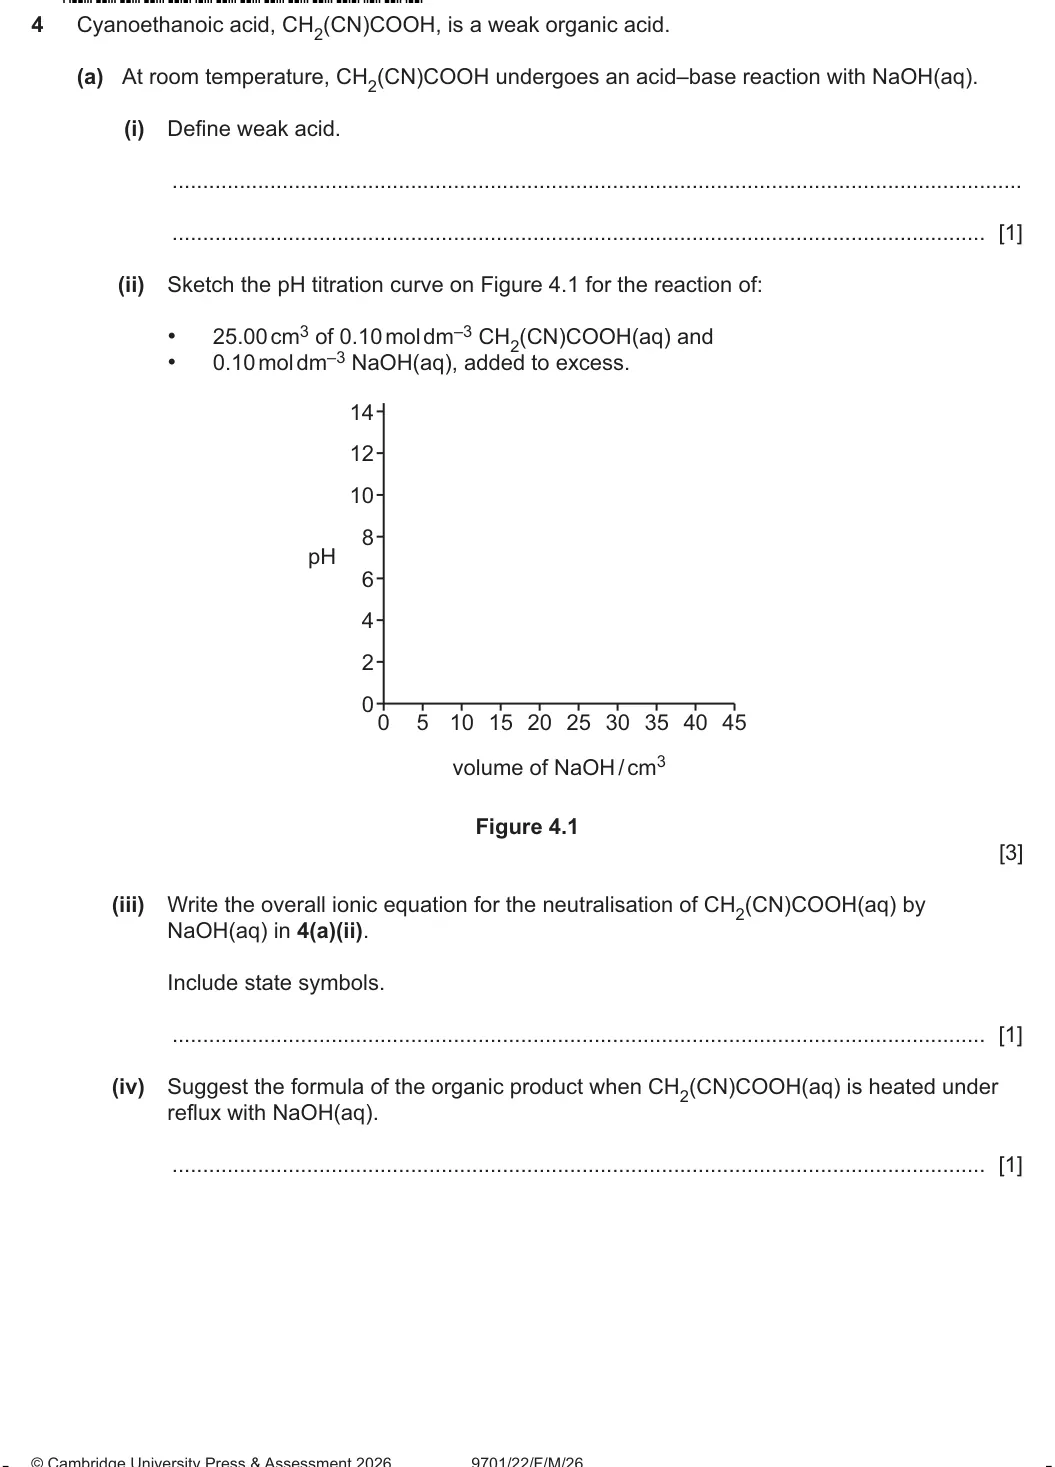 4 Cyanoethanoic acid, CH₂(CN)COOH, is a weak organic acid.
(a) At room temperature, CH₂(CN)COOH undergoes an acid–base reaction with NaOH(aq).
(i) Define weak acid.
[1]
(ii) Sketch the pH titration curve on Figure 4.1 for the reaction of:
• 25.00 cm³ of 0.10 mol dm⁻³ CH₂(CN)COOH(aq) and
• 0.10 mol dm⁻³ NaOH(aq), added to excess.
14
12
10
8
pH
6
4
2
0
0 5 10 15 20 25 30 35 40 45
volume of NaOH / cm³
Figure 4.1
[3]
(iii) Write the overall ionic equation for the neutralisation of CH₂(CN)COOH(aq) by
NaOH(aq) in 4(a)(ii).
Include state symbols.
[1]
(iv) Suggest the formula of the organic product when CH₂(CN)COOH(aq) is heated under
reflux with NaOH(aq).
[1]
© Cambridge University Press & Assessment 2026 9701/22/F/M/26